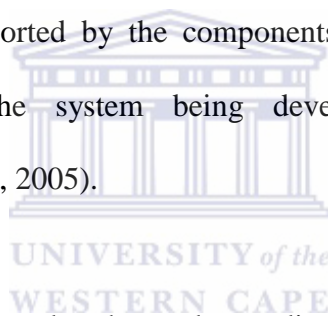 orted by the components
he system being deve
, 2005).
UNIVERSITY of the
WESTERN CAPE